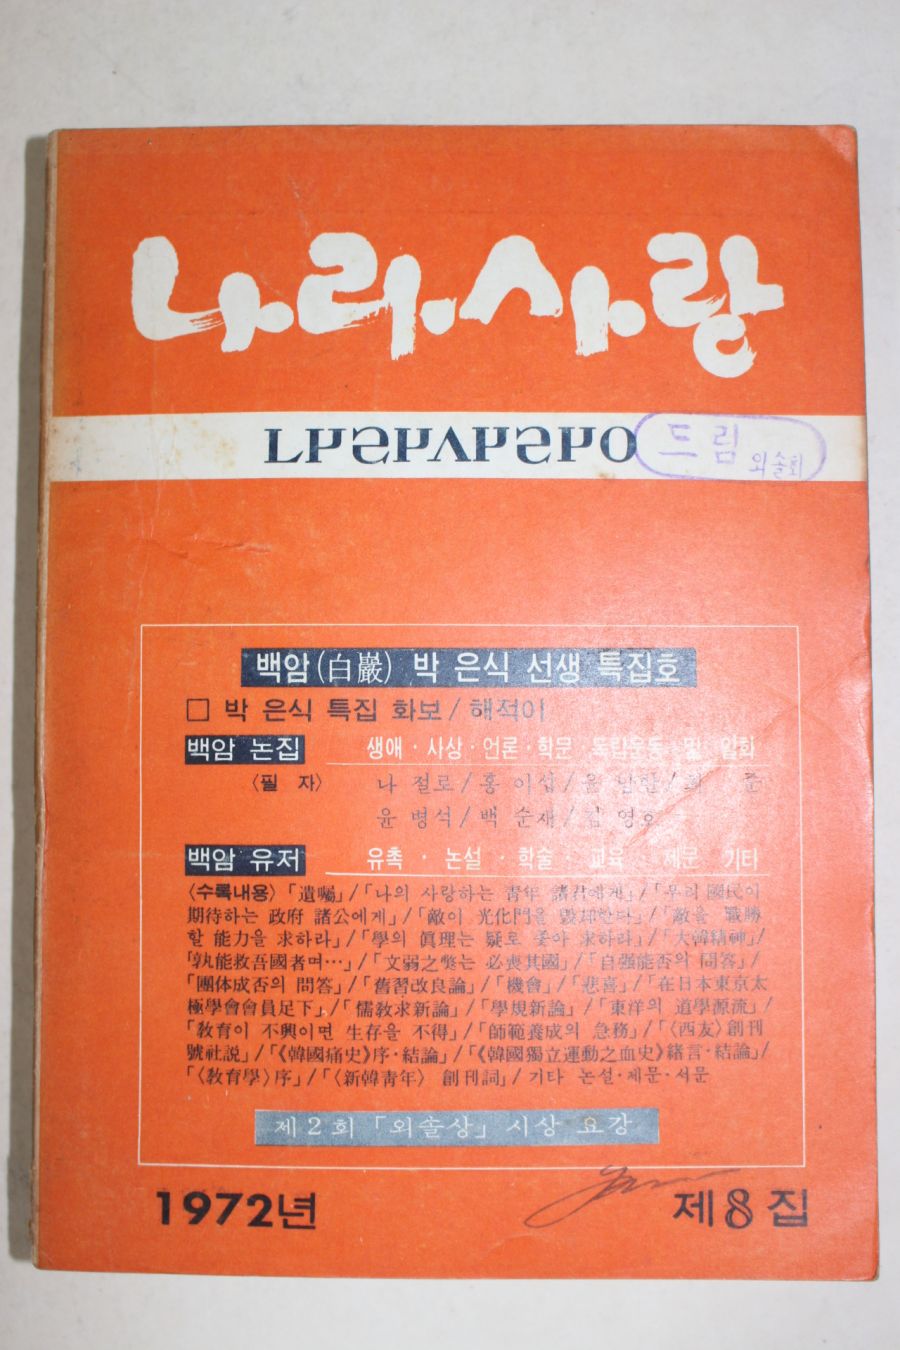 나라사랑
ㄴㅏㄹㅏㅅㅏㄹㅏㅇ
드림
외솔회
백암(白巖) 박 은식 선생 특집호
□ 박 은식 특집 화보/해적이
백암 논집 생애·사상·언론·학문·독립운동 및 일화
〈필 자〉 나 절로/홍 이섭/윤 남한/최 준
윤 병석/백 순재/김 영호
백암 유저 유촉·논설·학술·교육·제문 기타
〈수록내용〉「遺囑」/「나의 사랑하는 靑年 諸君에게」/「우리 國民이
期待하는 政府 諸公에게」/「敵이 光化門을 毁却한다」/「敵을 戰勝
할 能力을 求하라」/「學의 眞理는 疑로 좇아 求하라」/「大韓精神」/
「孰能救吾國者며…」/「文弱之弊는 必喪其國」/「自强能否의 問答」/
「團体成否의 問答」/「舊習改良論」/「機會」/「悲喜」/「在日本東京太
極學會會員足下」/「儒敎求新論」/「學規新論」/「東洋의 道學源流」/
「敎育이 不興이면 生存을 不得」/「師範養成의 急務」/「〈西友〉創刊
號社説」/「《韓國痛史》序·結論」/「《韓國獨立運動之血史》緖言·結論」/
「〈敎育學〉序」/「〈新韓靑年〉 創刊詞」/기타 논설·제문·서문
제2회 「외솔상」 시상 요강
1972년 제8집